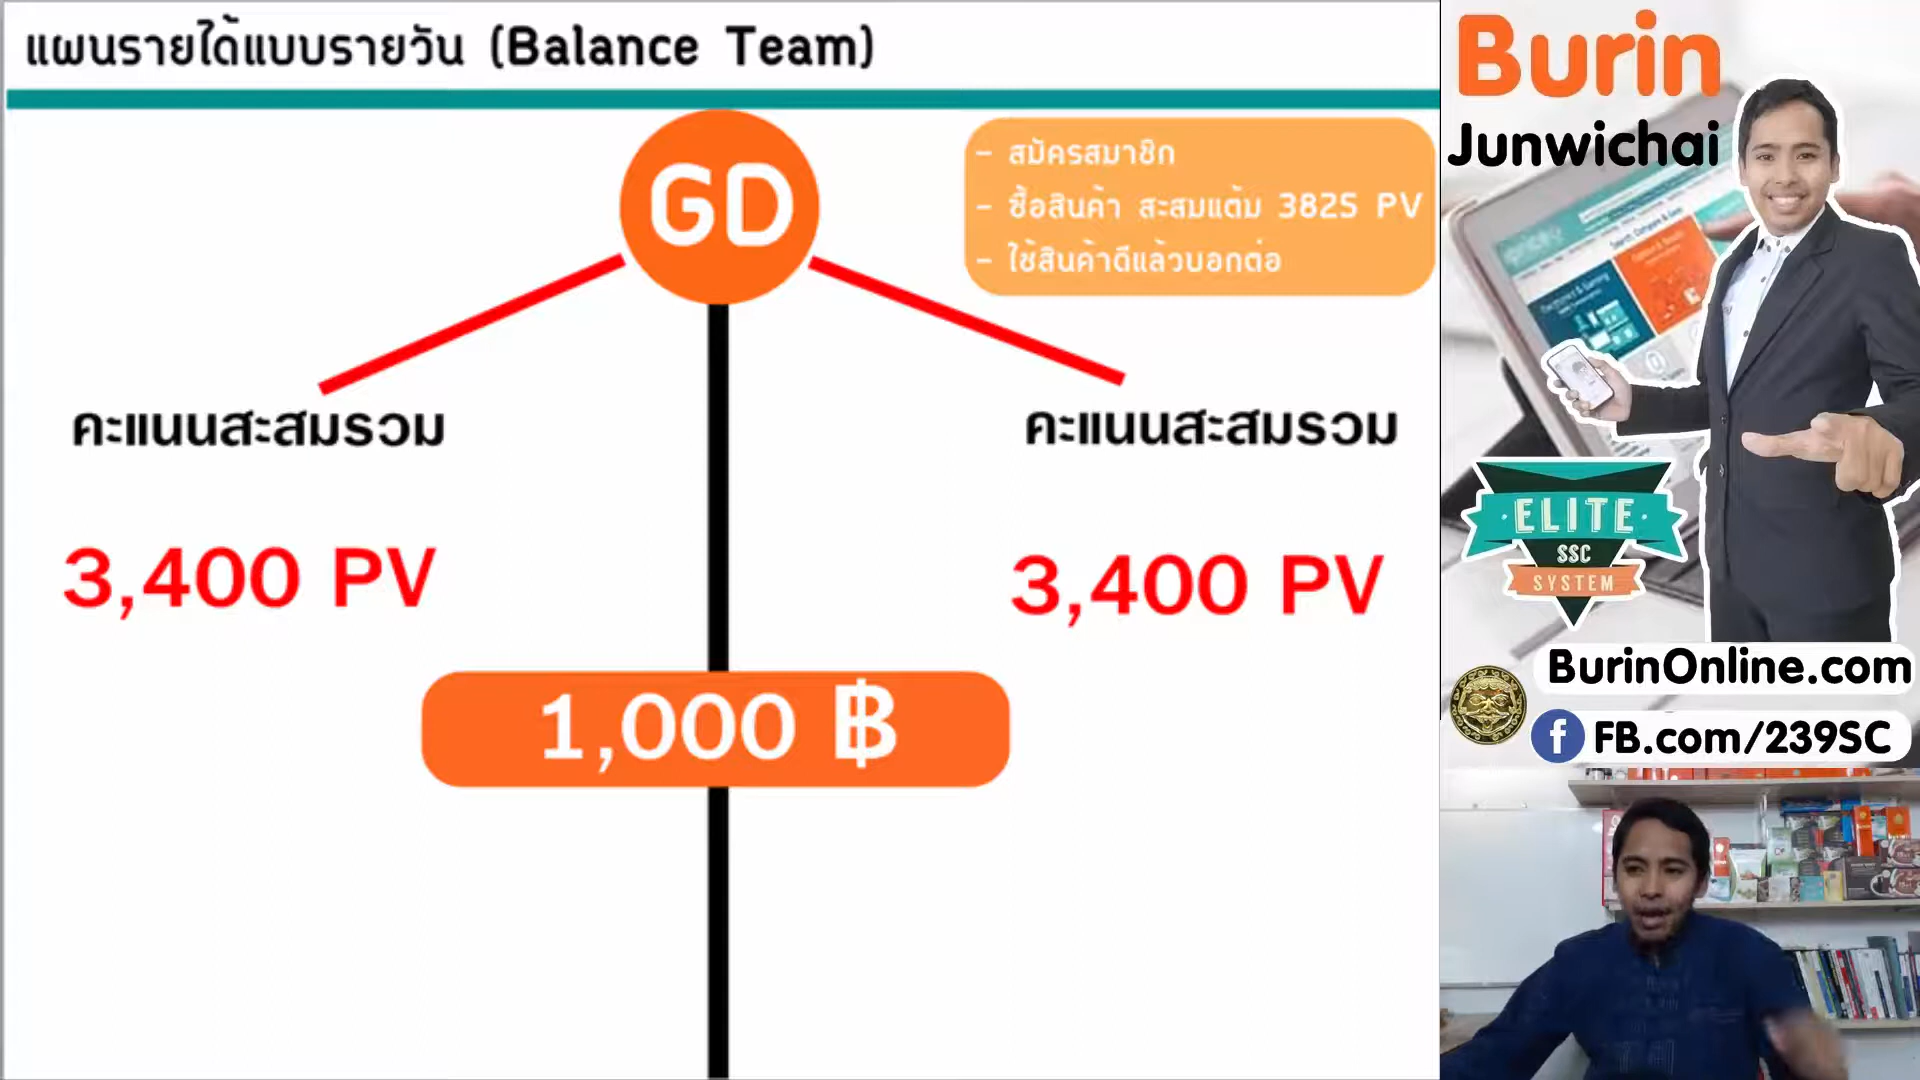 แผนรายได้แบบรายวัน (Balance Team)
GD
- สมัครสมาชิก
- ซื้อสินค้า สะสมแต้ม 3825 PV
- ใช้สินค้าดีแล้วบอกต่อ
คะแนนสะสมรวม
คะแนนสะสมรวม
3,400 PV
3,400 PV
1,000 ฿
Burin
Junwichai
ELITE
SSC
SYSTEM
BurinOnline.com
f FB.com/239SC